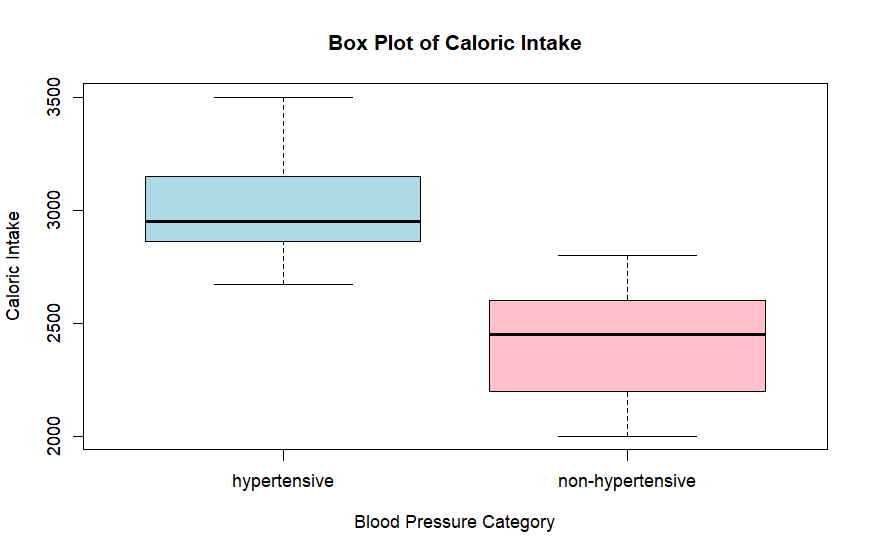 Box Plot of Caloric Intake
3500
3000
2500
2000
Caloric Intake
hypertensive
non-hypertensive
Blood Pressure Category